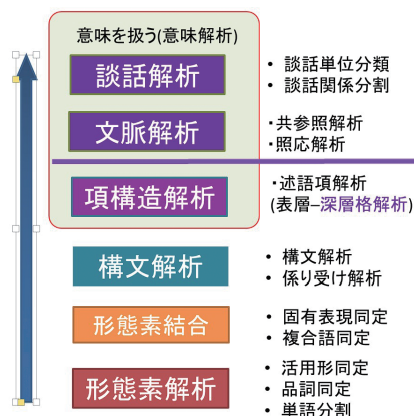 意味を扱う(意味解析)
談話解析
• 談話単位分類
• 談話関係分割
文脈解析
・共参照解析
・照応解析
項構造解析
・述語項解析
(表層–深層格解析)
構文解析
• 構文解析
• 係り受け解析
形態素結合
• 固有表現同定
• 複合語同定
形態素解析
• 活用形同定
• 品詞同定
• 単語分割